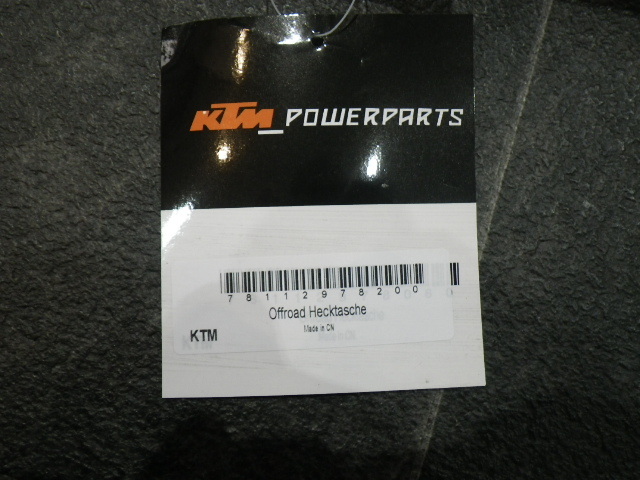 KTM_POWERPARTS
78112978200
Offroad Hecktasche
Made in CN
KTM